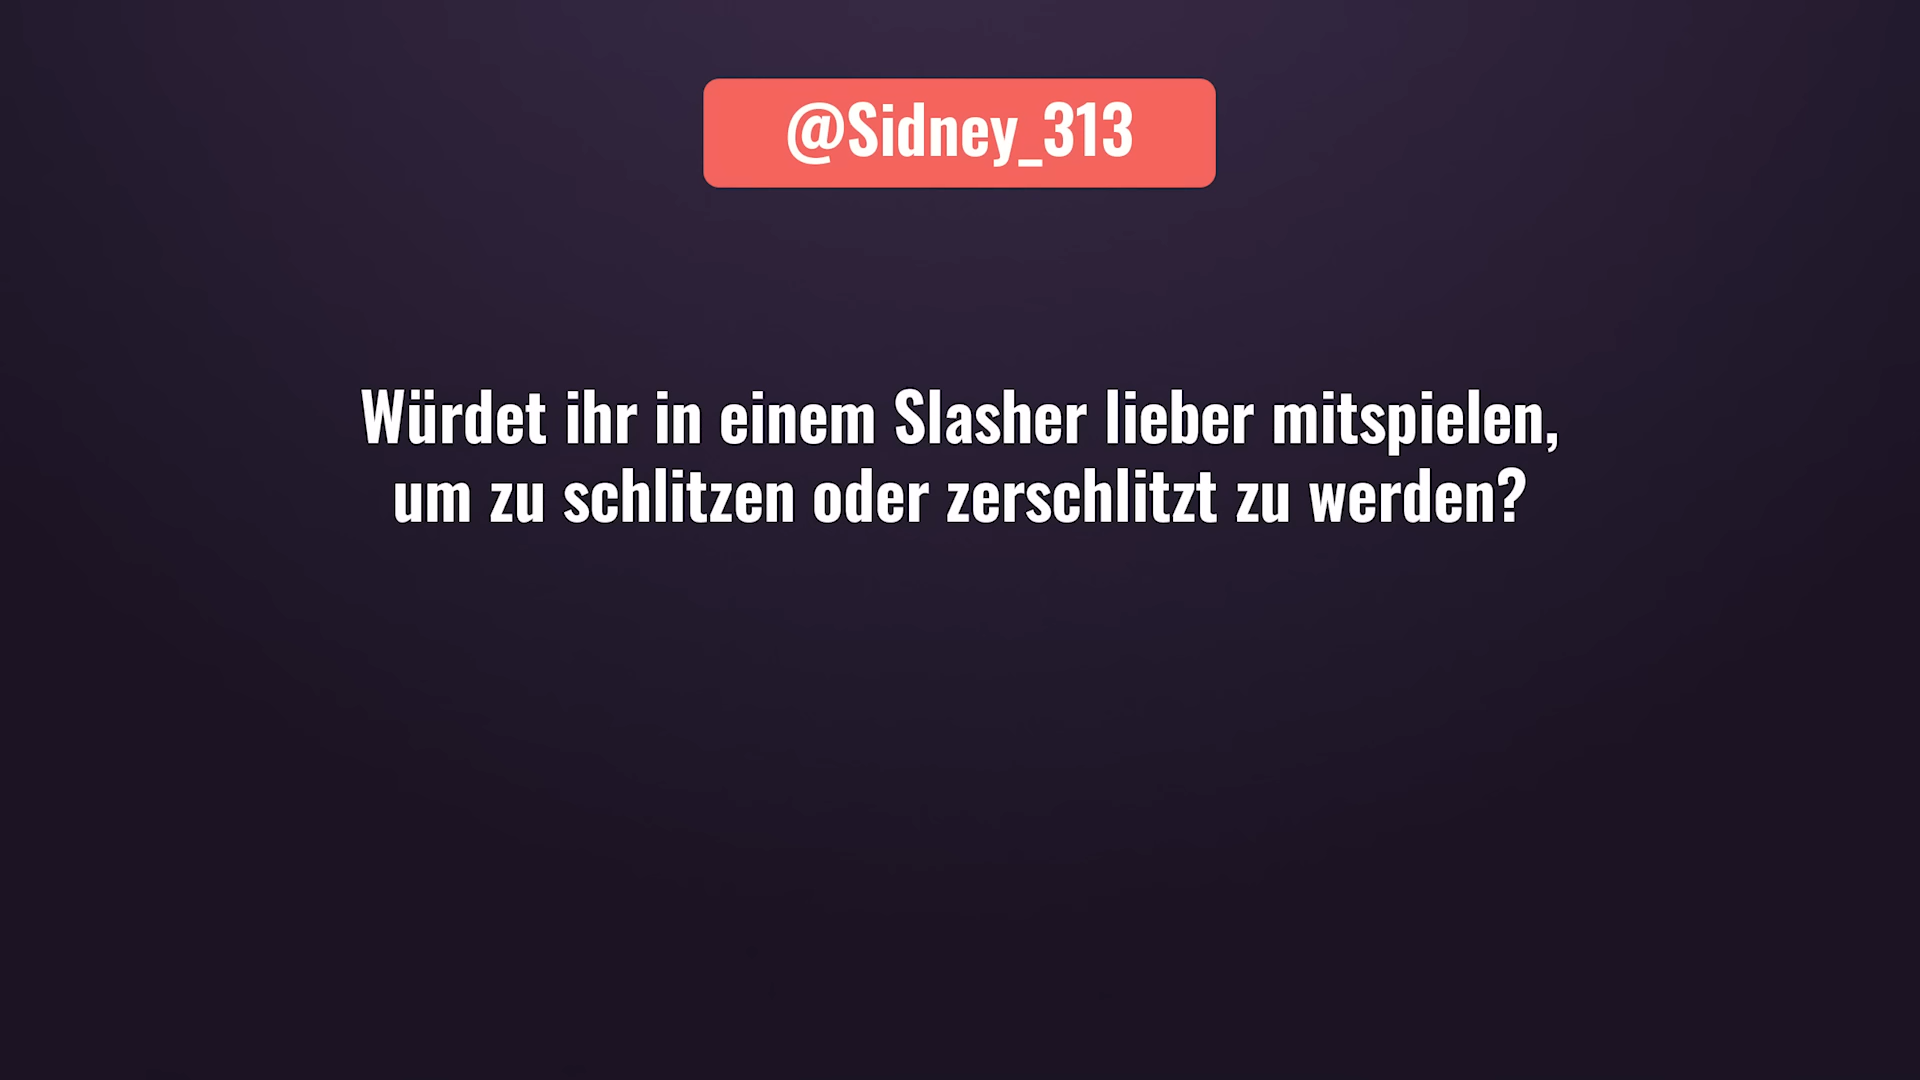 @Sidney_313
Würdet ihr in einem Slasher lieber mitspielen,
um zu schlitzen oder zerschlitzt zu werden?